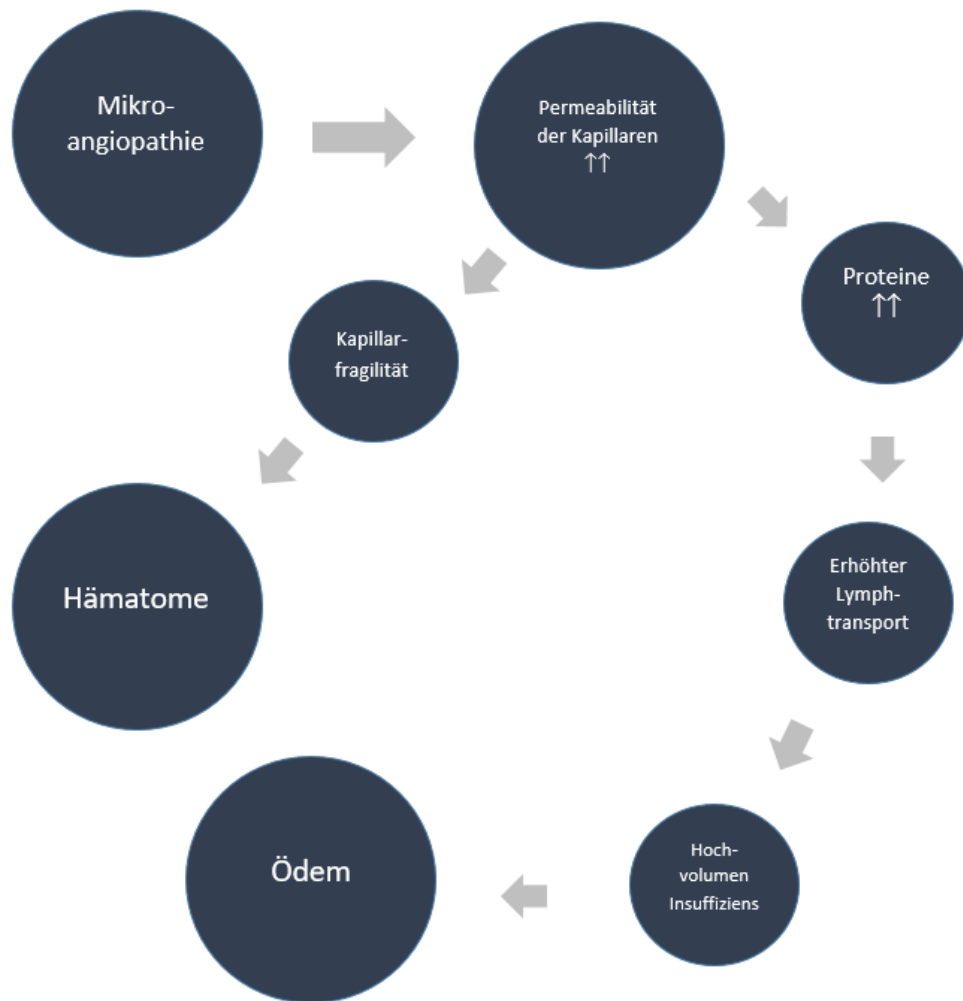 Mikro-
angiopathie
Permeabilität
der Kapillaren
↑↑
Proteine
↑↑
Kapillar-
fragilität
Erhöhter
Lymph-
transport
Hämatome
Hoch-
volumen
Insuffiziens
Ödem